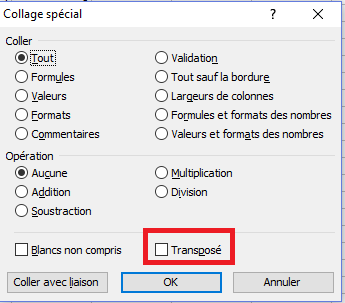 Collage spécial
Coller
Tout
Validation
Formules
Tout sauf la bordure
Valeurs
Largeurs de colonnes
Formats
Formules et formats des nombres
Commentaires
Valeurs et formats des nombres
Opération
Aucune
Multiplication
Addition
Division
Soustraction
Blancs non compris
Transposé
Coller avec liaison
OK
Annuler